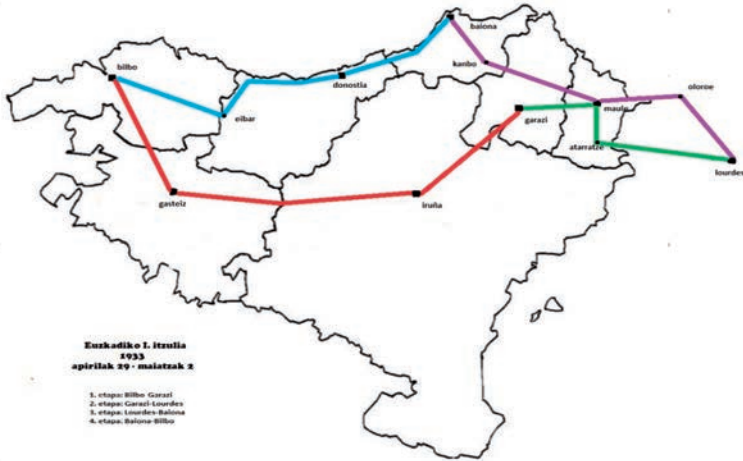 baiona
bilbo
kanbo
donostia
oloroe
maule
garazi
eibar
atarratze
lourdes
gasteiz
iruña
Euzkadiko I. itzulia
1933
apirilak 29 - maiatzak 2
1. etapa: Bilbo Garazi
2. etapa: Garazi-Lourdes
3. etapa: Lourdes-Baiona
4. etapa: Baiona-Bilbo